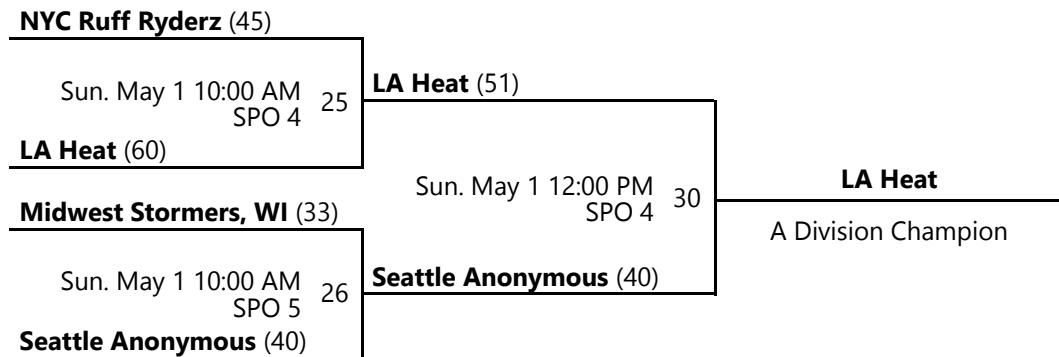 NYC Ruff Ryderz (45)
Sun. May 1 10:00 AM
SPO 4
25
LA Heat (60)
LA Heat (51)
Midwest Stormers, WI (33)
Sun. May 1 10:00 AM
SPO 5
26
Seattle Anonymous (40)
Seattle Anonymous (40)
Sun. May 1 12:00 PM
SPO 4
30
LA Heat
A Division Champion